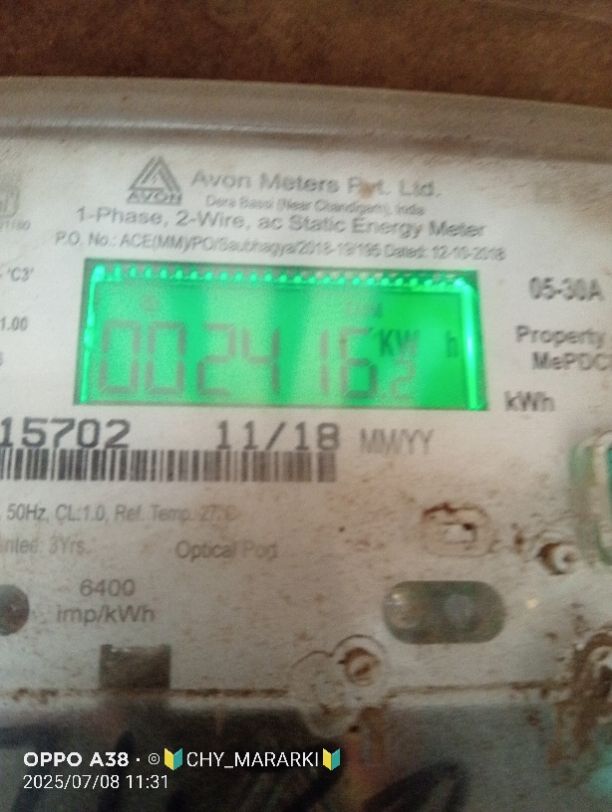 Avon Meters Pvt. Ltd.
AVON
Dera Bassi (Near Chandigarh), India
1-Phase, 2-Wire, ac Static Energy Meter
P.O. No.: ACE(MM)/PO/Saubhagya/2018-19/195 Dated: 12-10-2018
'C3'
05-30A
1.00
002416.2 KW h
Property
MePDC
kWh
15702 11/18 MM/YY
50Hz, CL:1.0, Ref. Temp. 27°C
3Yrs. Optical Port
6400
imp/kWh
OPPO A38 · ©🔰CHY_MARARKI🔰
2025/07/08 11:31